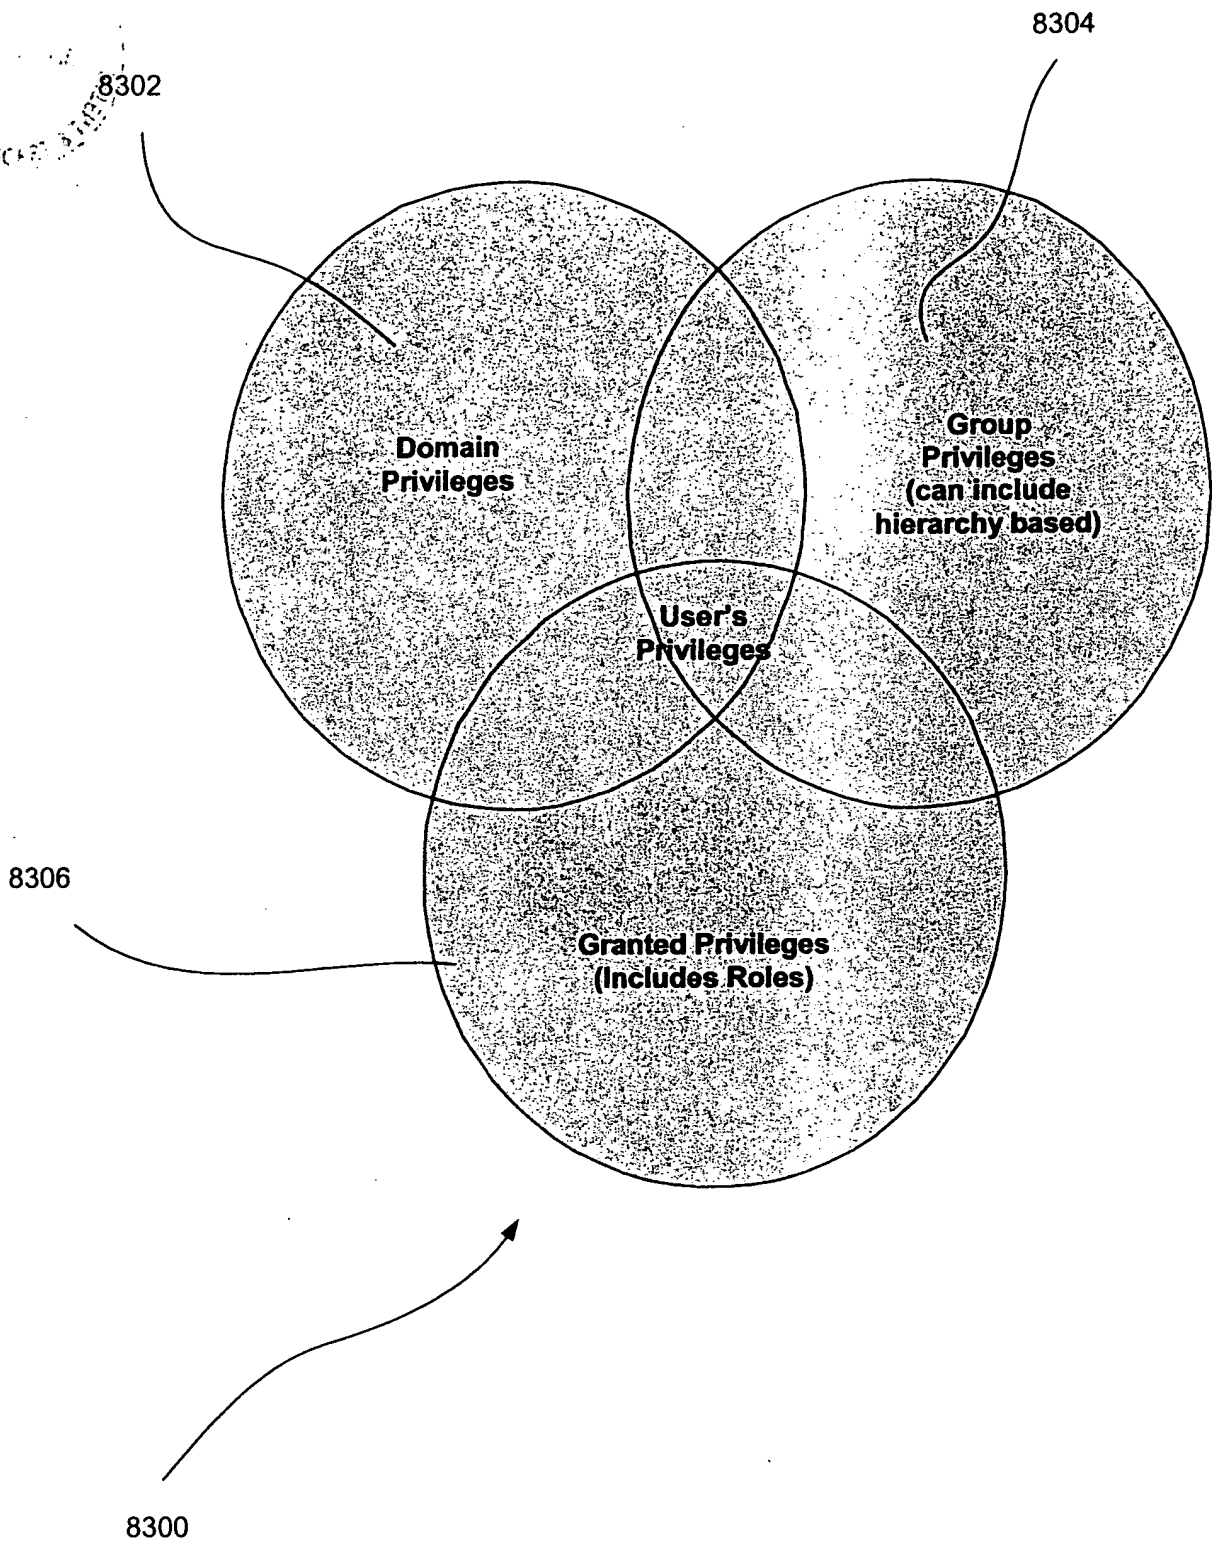 8304
8302
Domain
Privileges
Group
Privileges
(can include
hierarchy based)
User's
Privileges
8306
Granted Privileges
(Includes Roles)
8300